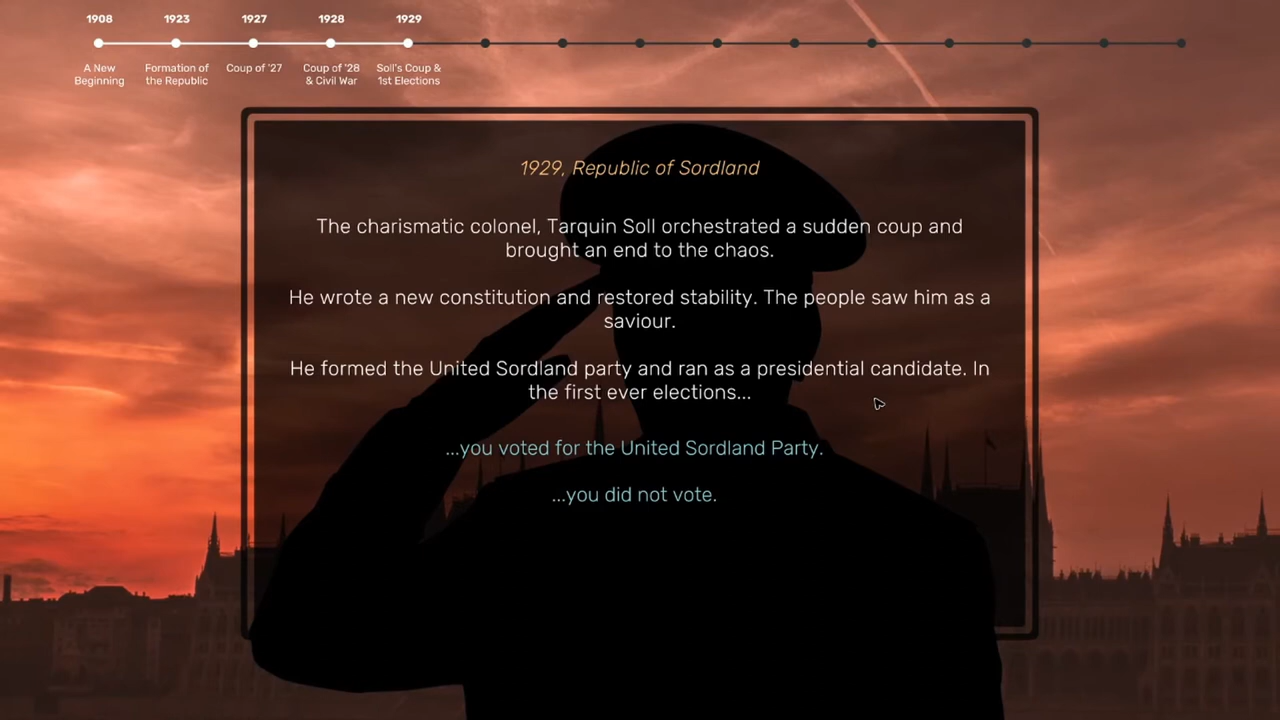 1908 1923 1927 1928 1929
A New Formation of Coup of '27 Coup of '28 Soll's Coup &
Beginning the Republic & Civil War 1st Elections
1929, Republic of Sordland
The charismatic colonel, Tarquin Soll orchestrated a sudden coup and
brought an end to the chaos.
He wrote a new constitution and restored stability. The people saw him as a
saviour.
He formed the United Sordland party and ran as a presidential candidate. In
the first ever elections...
...you voted for the United Sordland Party.
...you did not vote.